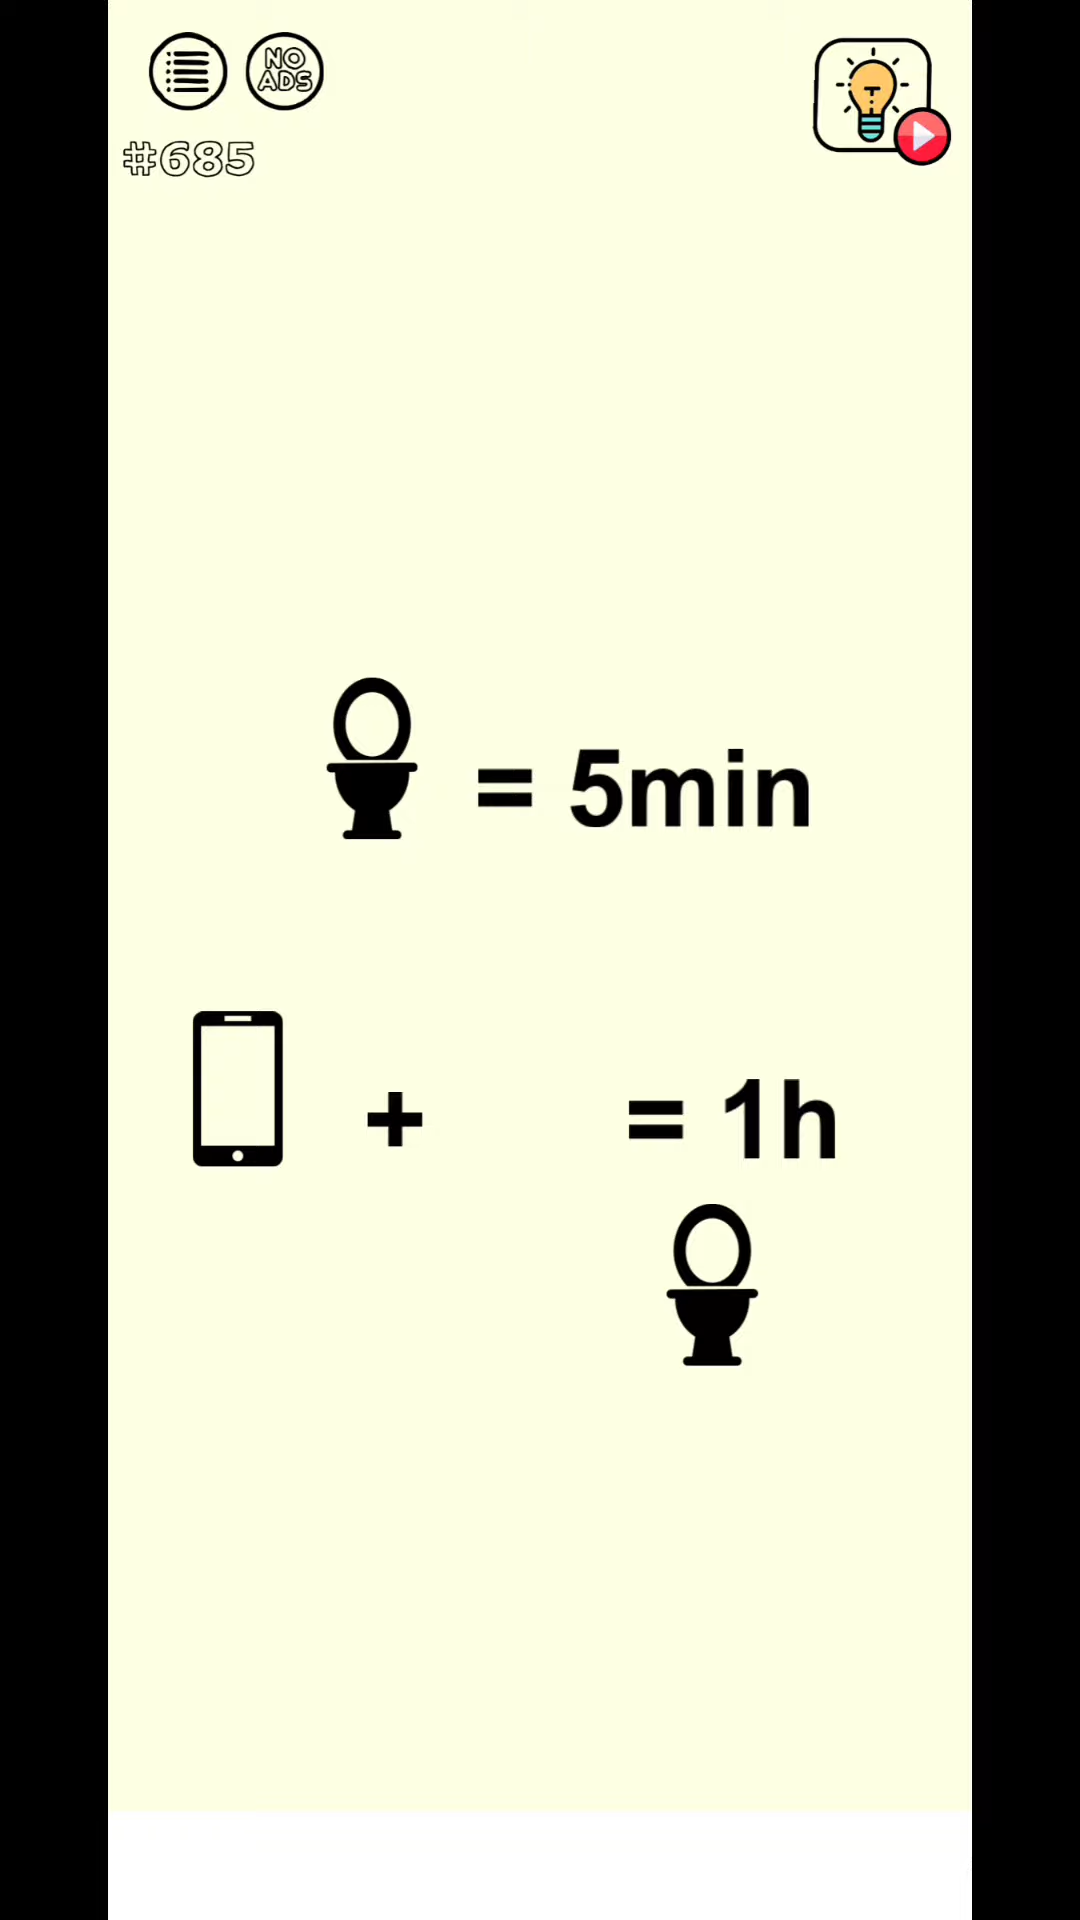 NO
ADS
#685
= 5min
+ = 1h